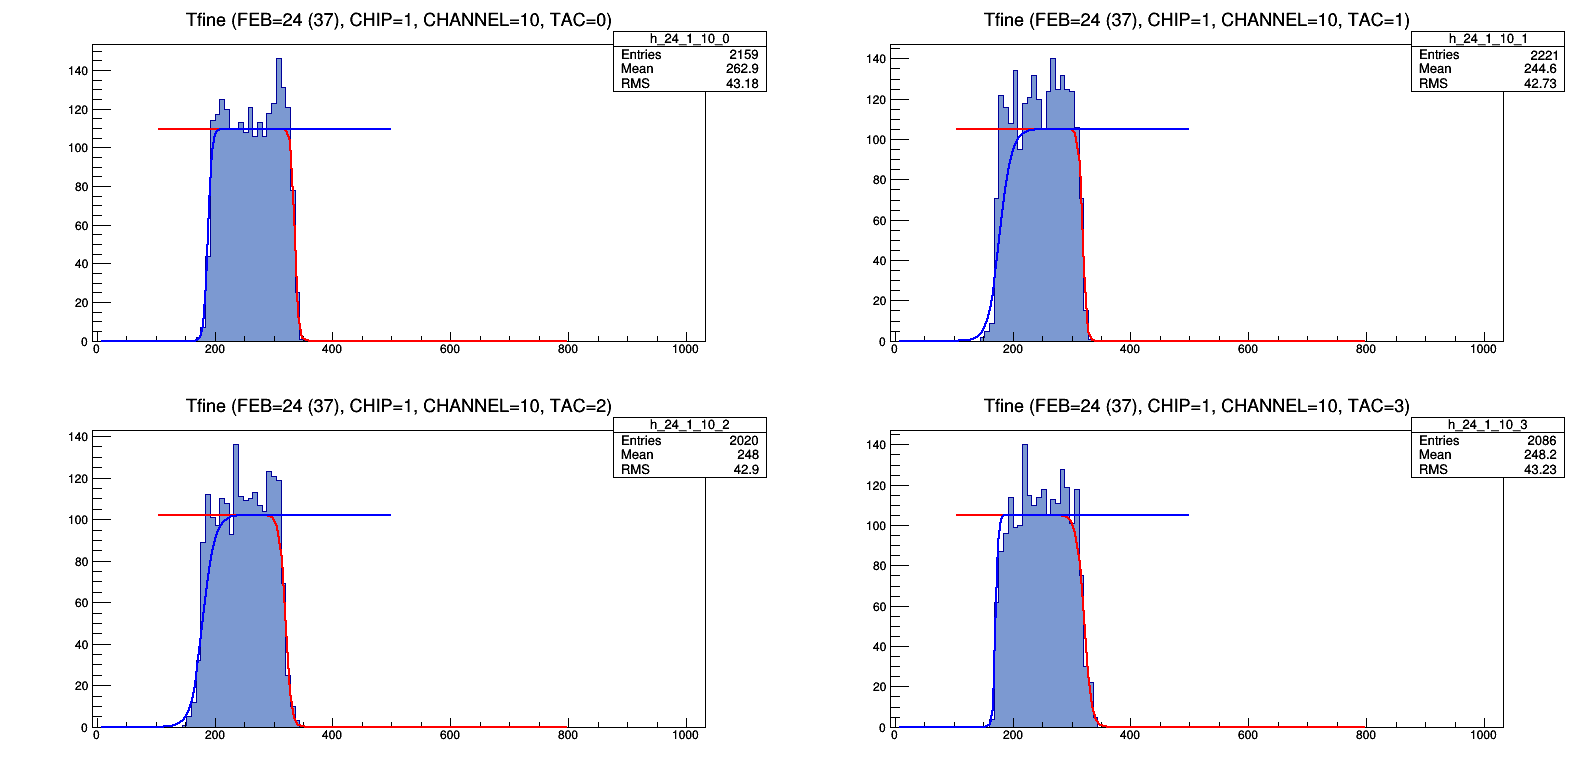 Tfine (FEB=24 (37), CHIP=1, CHANNEL=10, TAC=0)
h_24_1_10_0
Entries 2159
Mean 262.9
RMS 43.18
140
120
100
80
60
40
20
0
0 200 400 600 800 1000
Tfine (FEB=24 (37), CHIP=1, CHANNEL=10, TAC=1)
h_24_1_10_1
Entries 2221
Mean 244.6
RMS 42.73
140
120
100
80
60
40
20
0
0 200 400 600 800 1000
Tfine (FEB=24 (37), CHIP=1, CHANNEL=10, TAC=2)
h_24_1_10_2
Entries 2020
Mean 248
RMS 42.9
140
120
100
80
60
40
20
0
0 200 400 600 800 1000
Tfine (FEB=24 (37), CHIP=1, CHANNEL=10, TAC=3)
h_24_1_10_3
Entries 2086
Mean 248.2
RMS 43.23
140
120
100
80
60
40
20
0
0 200 400 600 800 1000